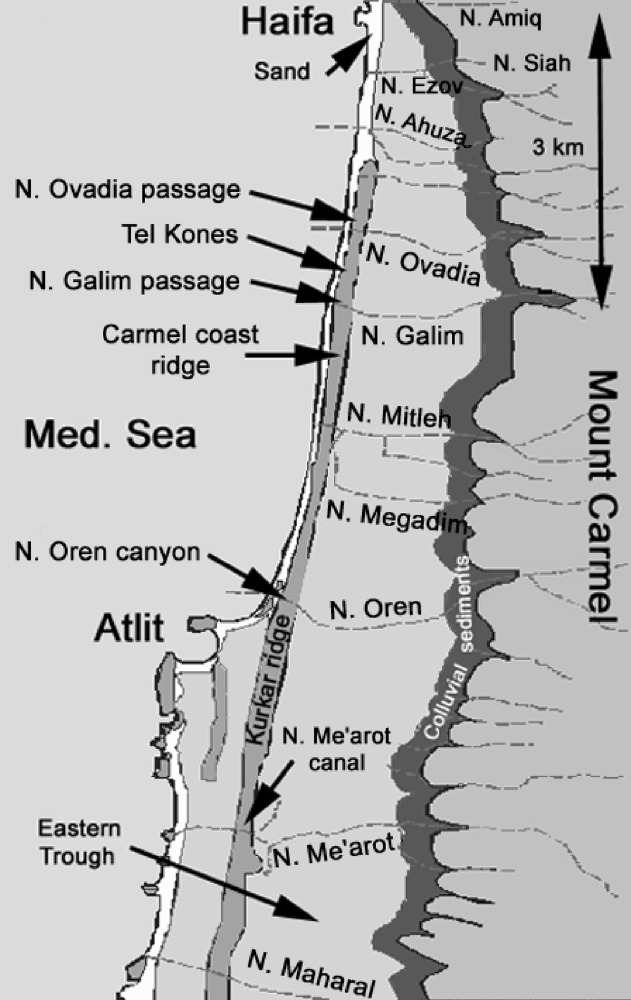 Haifa
N. Amiq
Sand
N. Siah
N. Ezov
N. Ahuza
3 km
N. Ovadia passage
Tel Kones
N. Ovadia
N. Galim passage
Carmel coast
ridge
N. Galim
Mount Carmel
N. Mitleh
Med. Sea
N. Megadim
N. Oren canyon
N. Oren
Atlit
Colluvial sediments
Kurkar ridge
N. Me'arot
canal
Eastern
Trough
N. Me'arot
N. Maharal